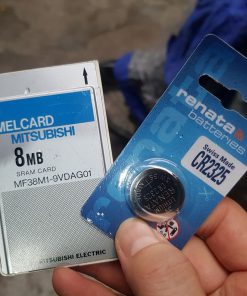 MELCARD
MITSUBISHI
8MB
SRAM CARD
MF38M1-9VDAG01
MITSUBISHI ELECTRIC
renata
batteries
Swiss Made
CR2325